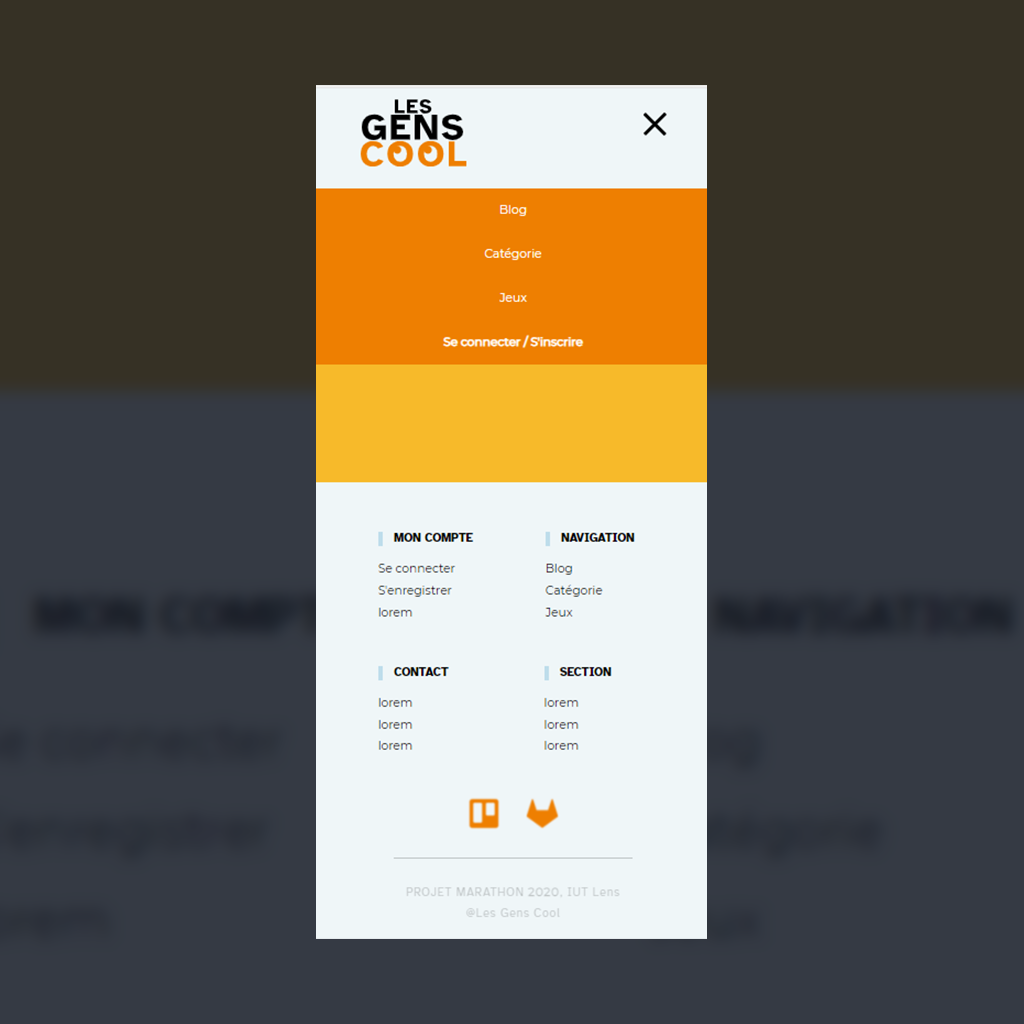 LES
GENS
COOL
Blog
Catégorie
Jeux
Se connecter / S'inscrire
MON COMPTE
Se connecter
S'enregistrer
lorem
NAVIGATION
Blog
Catégorie
Jeux
CONTACT
lorem
lorem
lorem
SECTION
lorem
lorem
lorem
PROJET MARATHON 2020, IUT Lens
@Les Gens Cool